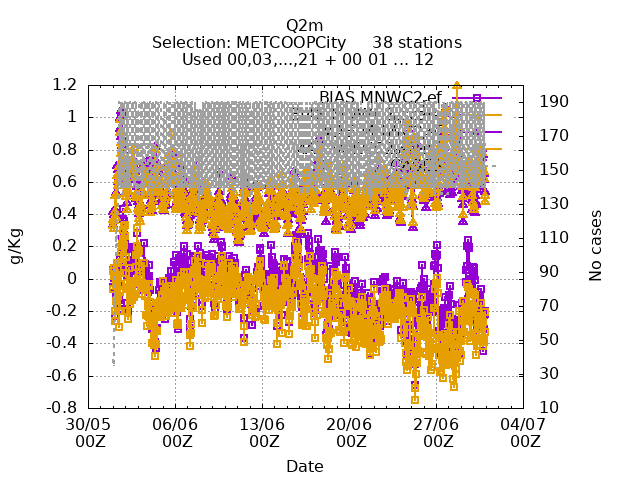 Q2m
Selection: METCOOPCity 38 stations
Used 00,03,...,21 + 00 01 ... 12
1.2
1
0.8
0.6
0.4
0.2
0
-0.2
-0.4
-0.6
-0.8
190
170
150
130
110
90
70
50
30
10
g/Kg
No cases
BIAS MNWC2 ef
30/05 06/06 13/06 20/06 27/06 04/07
00Z 00Z 00Z 00Z 00Z 00Z
Date